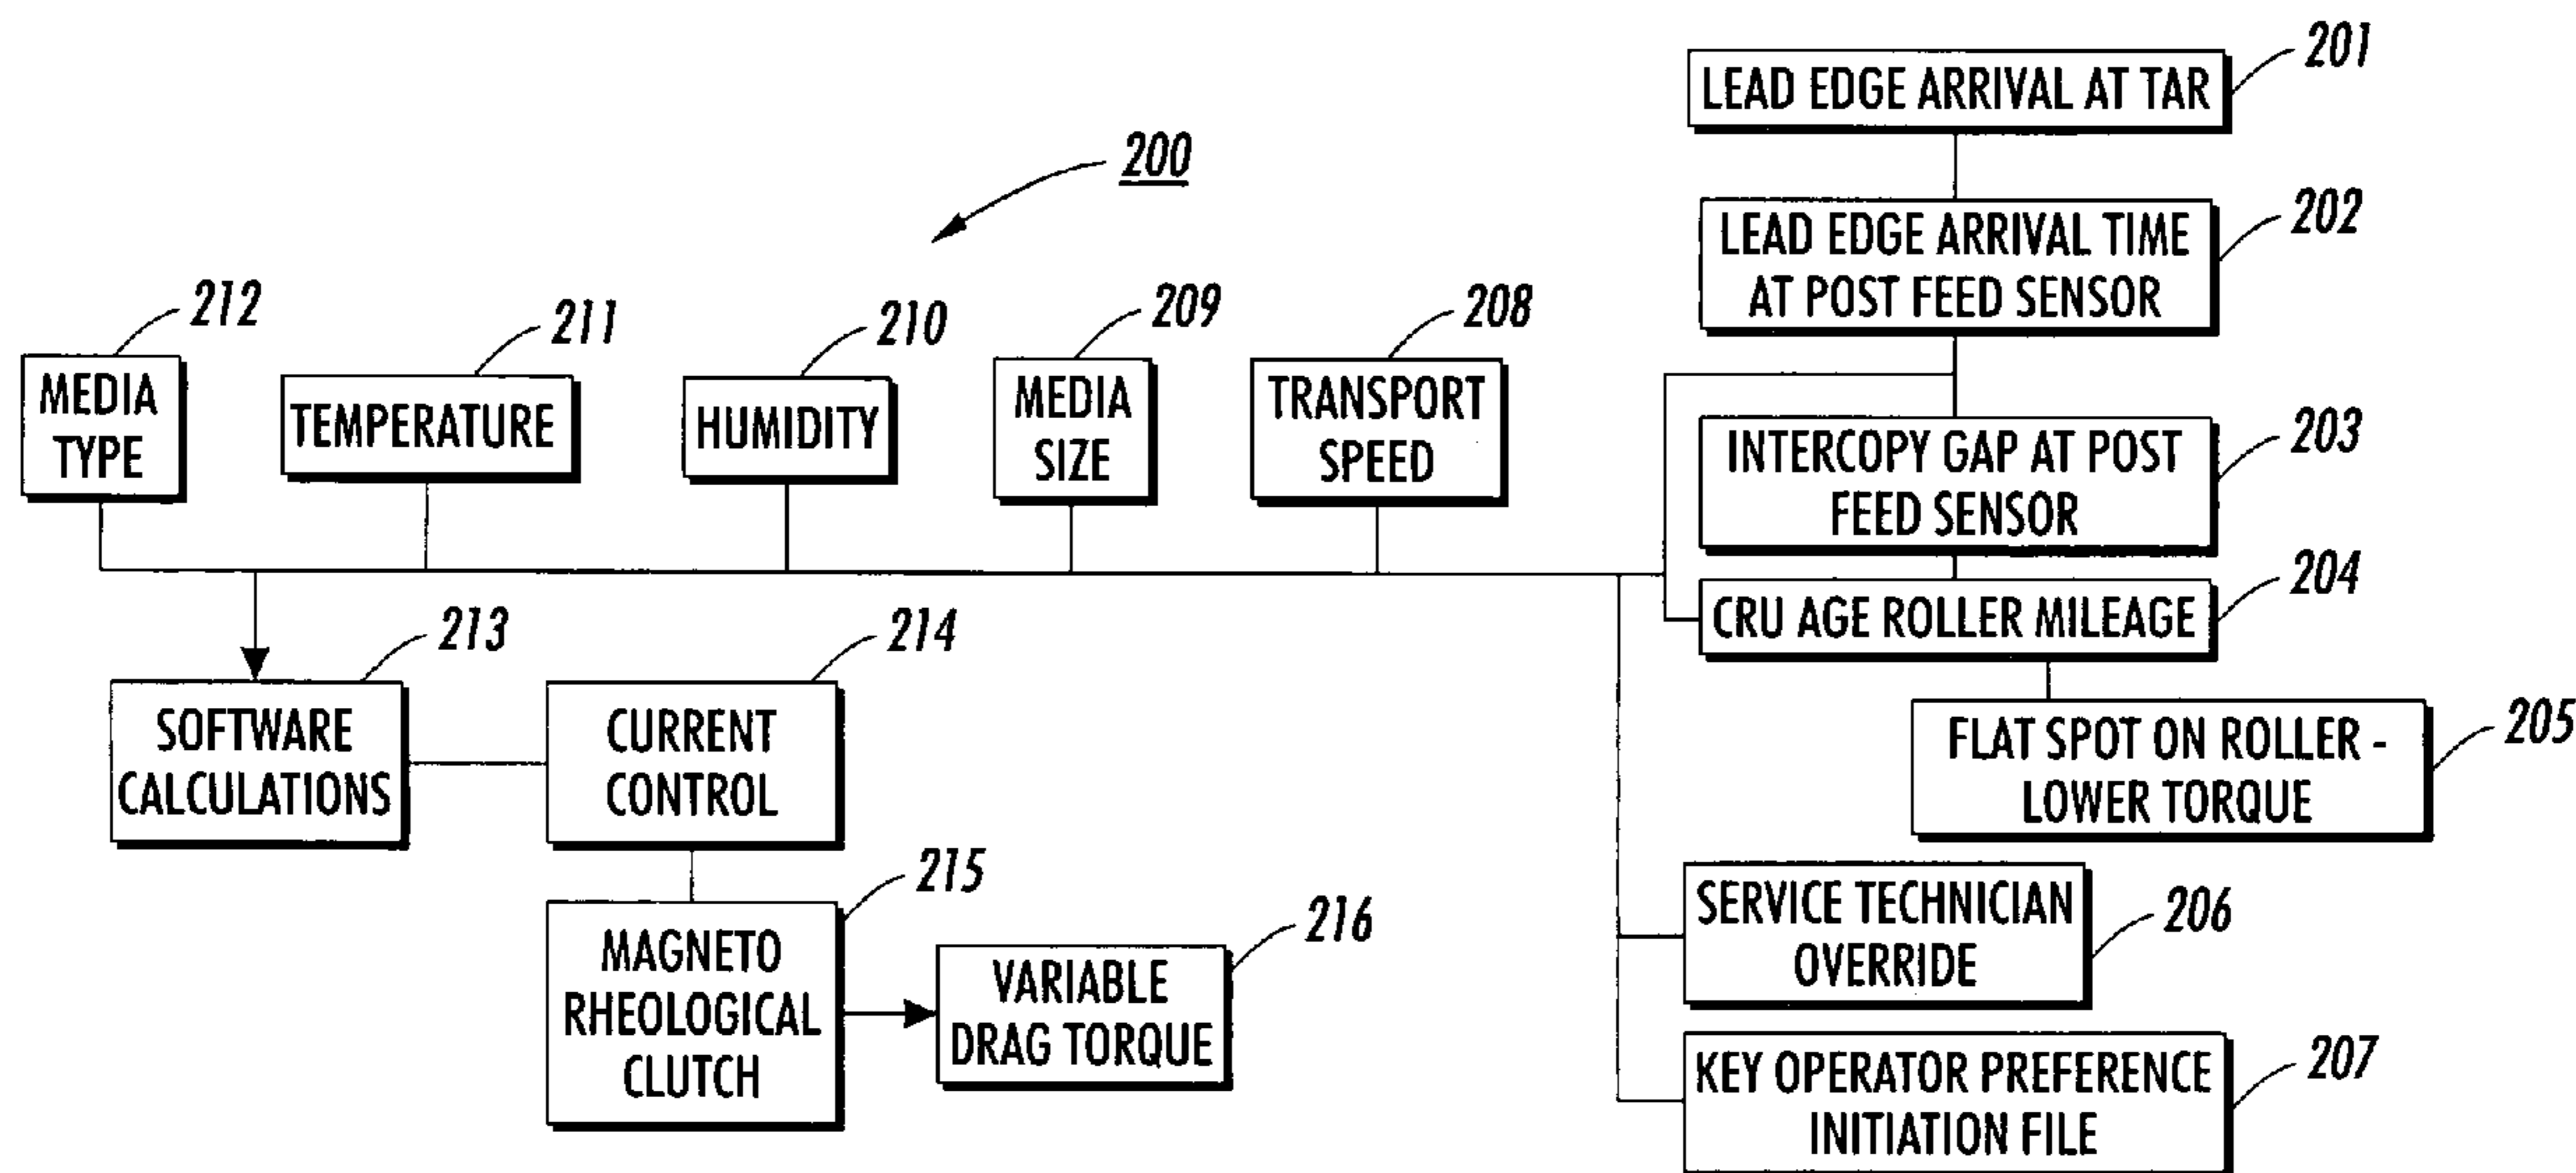 201
LEAD EDGE ARRIVAL AT TAR
200
202
LEAD EDGE ARRIVAL TIME
AT POST FEED SENSOR
212
MEDIA
TYPE
211
TEMPERATURE
210
HUMIDITY
209
MEDIA
SIZE
208
TRANSPORT
SPEED
203
INTERCOPY GAP AT POST
FEED SENSOR
204
CRU AGE ROLLER MILEAGE
205
FLAT SPOT ON ROLLER -
LOWER TORQUE
213
SOFTWARE
CALCULATIONS
214
CURRENT
CONTROL
215
MAGNETO
RHEOLOGICAL
CLUTCH
216
VARIABLE
DRAG TORQUE
206
SERVICE TECHNICIAN
OVERRIDE
207
KEY OPERATOR PREFERENCE
INITIATION FILE